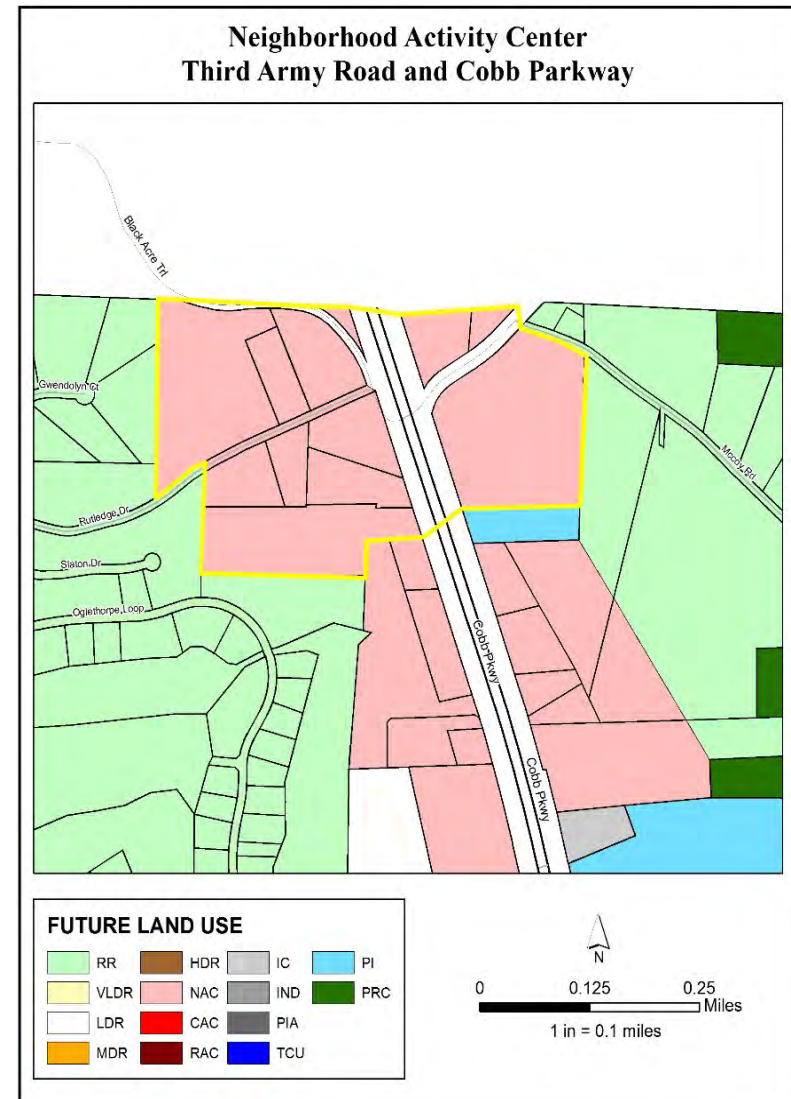 Neighborhood Activity Center
Third Army Road and Cobb Parkway
Black Acre Trl
Gwendolyn Ct
Mccoy Rd
Rutledge Dr
Slaton Dr
Oglethorpe Loop
Cobb Pkwy
Cobb Pkwy
FUTURE LAND USE
RR HDR IC PI
VLDR NAC IND PRC
LDR CAC PIA
MDR RAC TCU
N
0 0.125 0.25
Miles
1 in = 0.1 miles